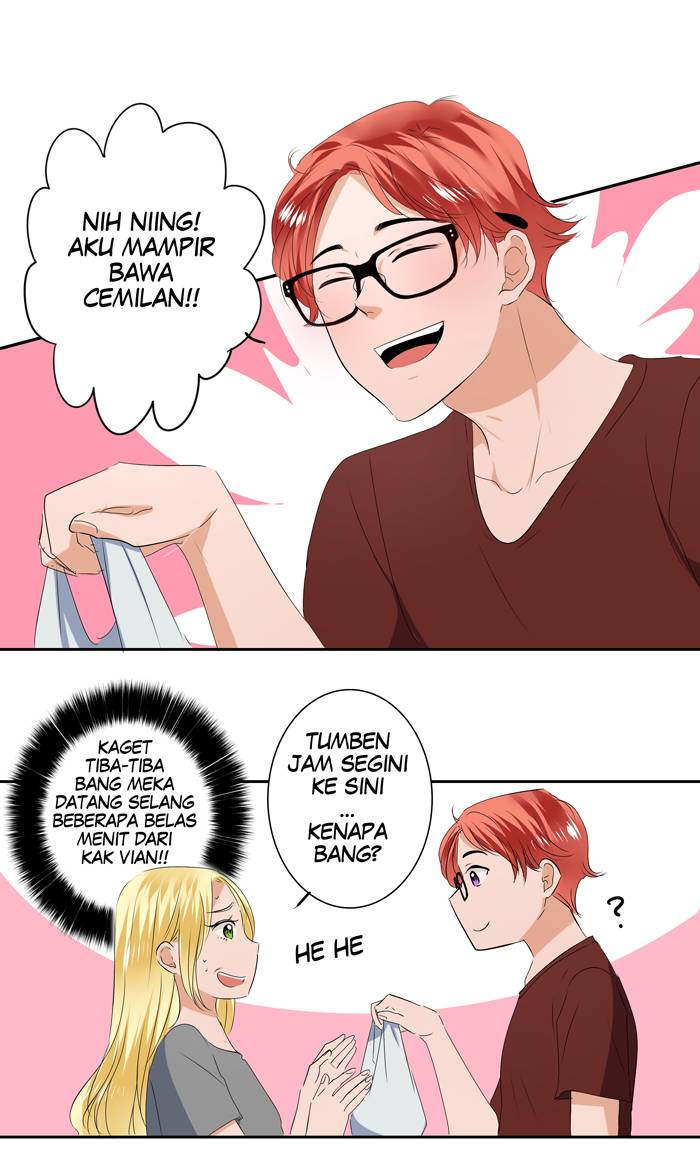 NIH NIING!
AKU MAMPIR
BAWA
CEMILAN!!
KAGET
TIBA-TIBA
BANG MEKA
DATANG SELANG
BEBERAPA BELAS
MENIT DARI
KAK VIAN!!
TUMBEN
JAM SEGINI
KE SINI
...
KENAPA
BANG?
HE HE
?